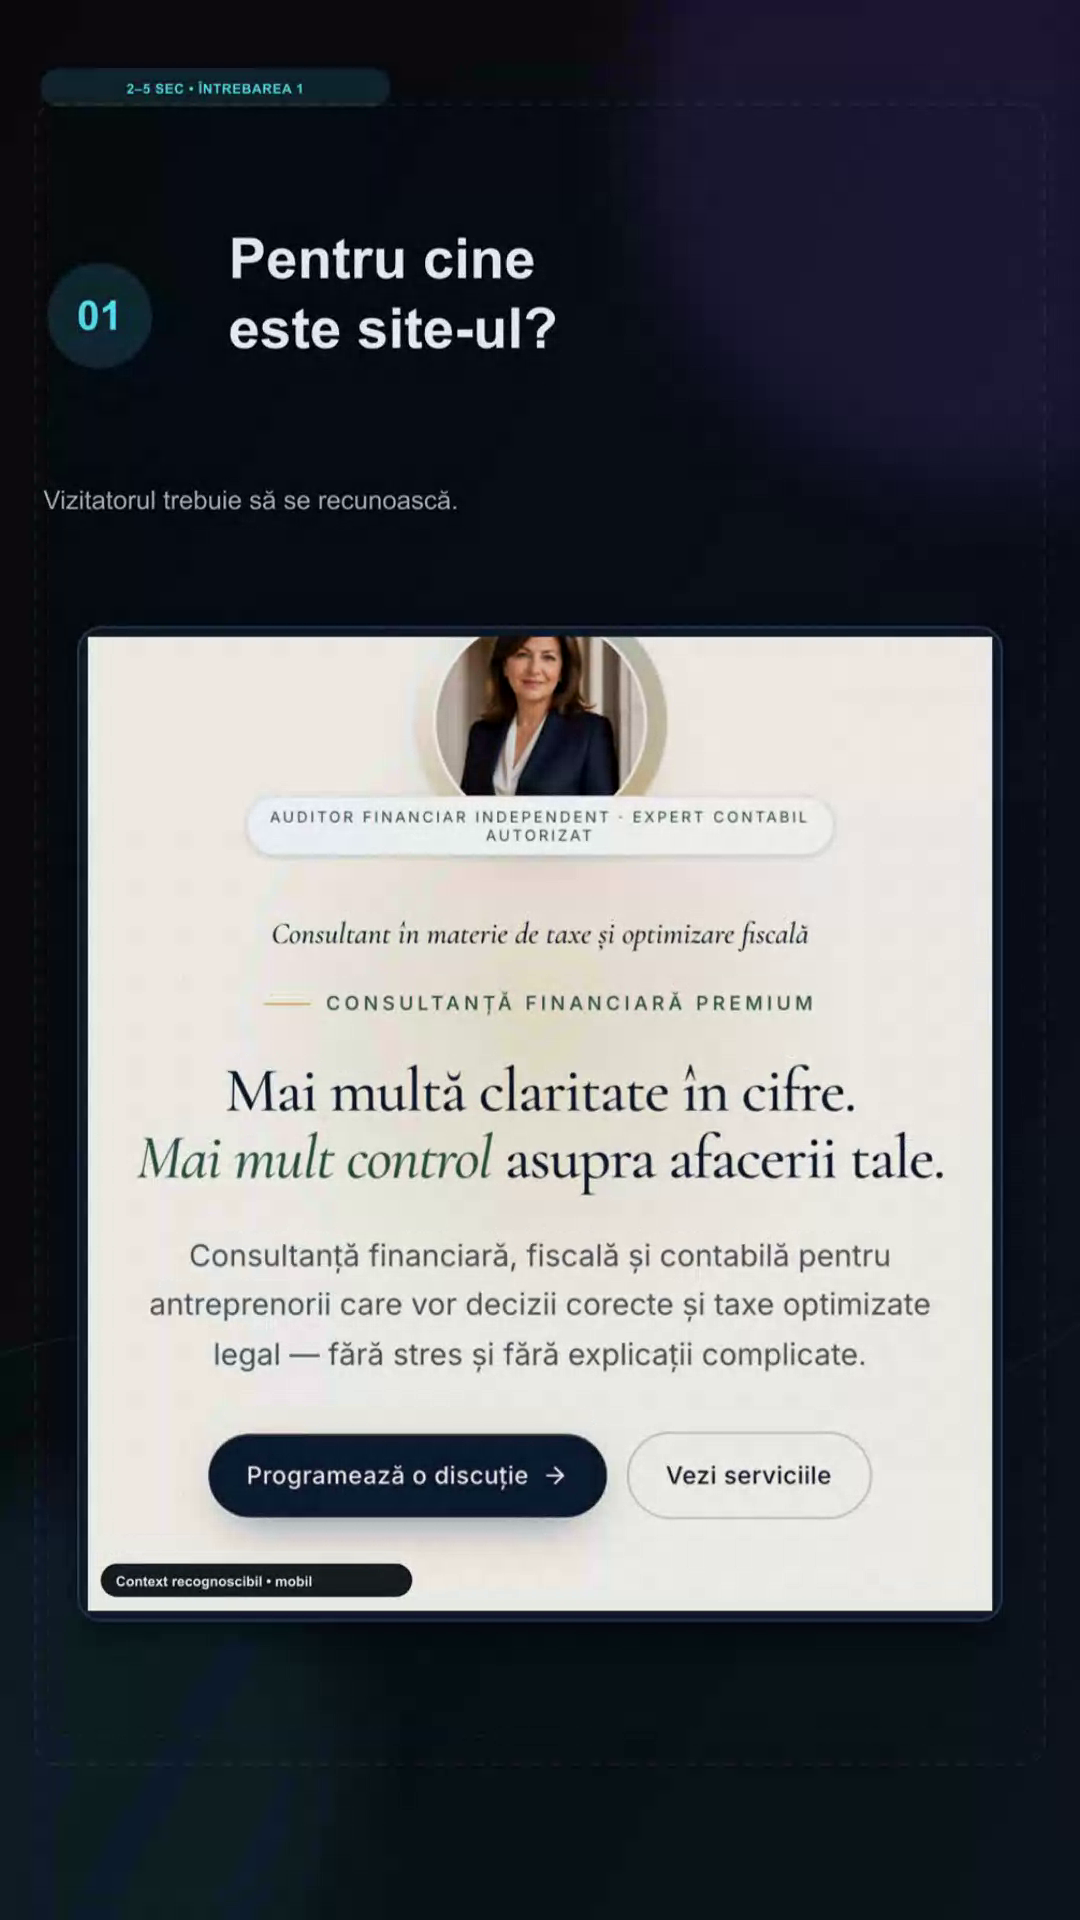 2–5 SEC • ÎNTREBAREA 1
01
Pentru cine
este site-ul?
Vizitatorul trebuie să se recunoască.
AUDITOR FINANCIAR INDEPENDENT · EXPERT CONTABIL
AUTORIZAT
Consultant în materie de taxe și optimizare fiscală
CONSULTANȚĂ FINANCIARĂ PREMIUM
Mai multă claritate în cifre.
Mai mult control asupra afacerii tale.
Consultanță financiară, fiscală și contabilă pentru
antreprenorii care vor decizii corecte și taxe optimizate
legal — fără stres și fără explicații complicate.
Programează o discuție →
Vezi serviciile
Context recognoscibil • mobil